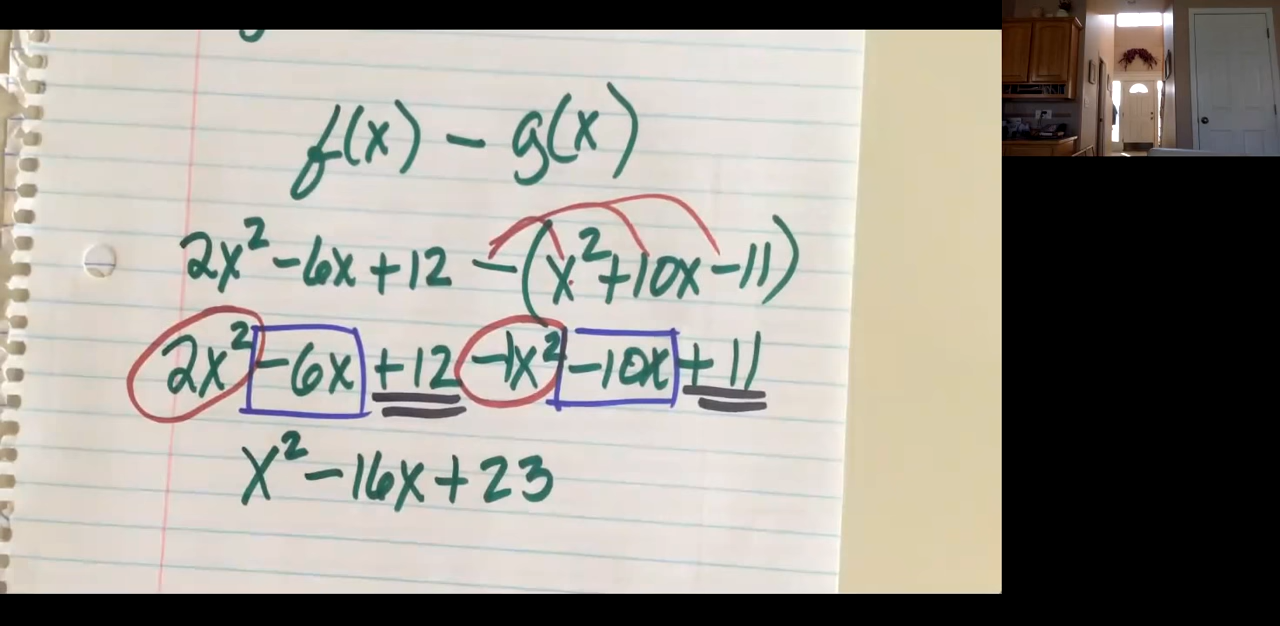 f(x) - g(x)
2x² - 6x + 12 - (x² + 10x - 11)
2x² - 6x + 12 - 1x² - 10x + 11
x² - 16x + 23